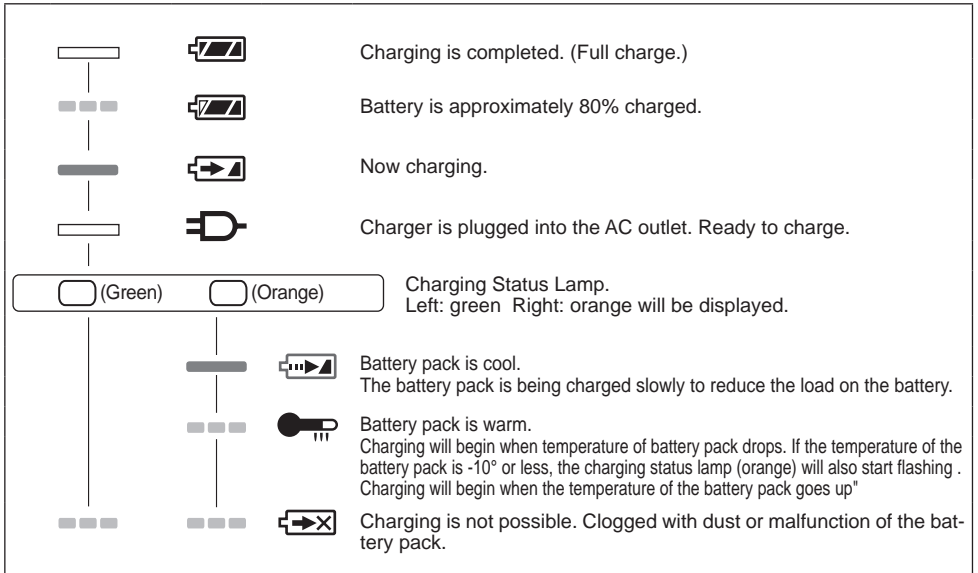 Charging is completed. (Full charge.)
Battery is approximately 80% charged.
Now charging.
Charger is plugged into the AC outlet. Ready to charge.
(Green) (Orange)
Charging Status Lamp.
Left: green  Right: orange will be displayed.
Battery pack is cool.
The battery pack is being charged slowly to reduce the load on the battery.
Battery pack is warm.
Charging will begin when temperature of battery pack drops. If the temperature of the
battery pack is -10° or less, the charging status lamp (orange) will also start flashing .
Charging will begin when the temperature of the battery pack goes up"
Charging is not possible. Clogged with dust or malfunction of the bat-
tery pack.